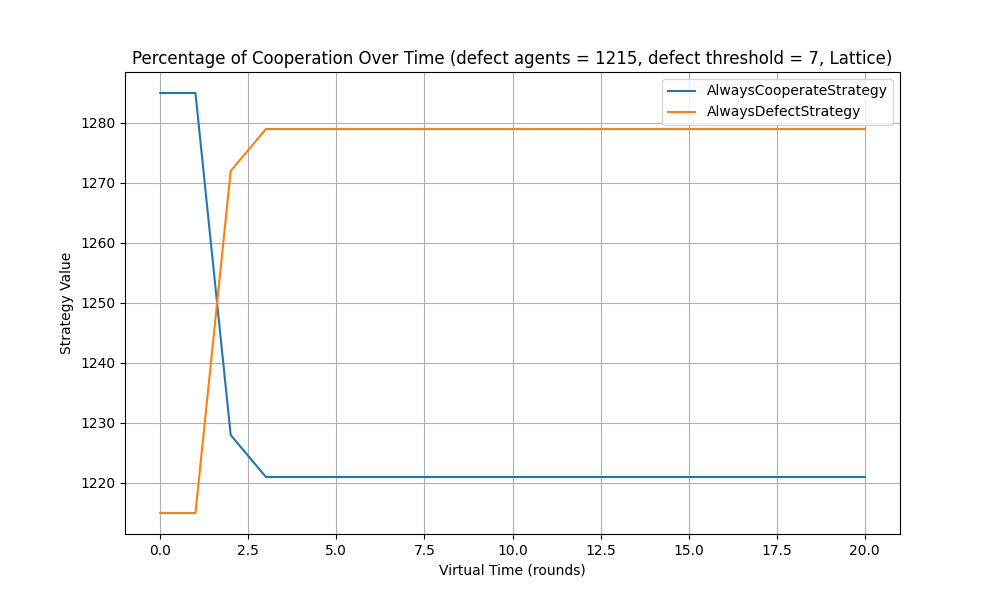 Percentage of Cooperation Over Time (defect agents = 1215, defect threshold = 7, Lattice)
AlwaysCooperateStrategy
AlwaysDefectStrategy
Strategy Value
1280
1270
1260
1250
1240
1230
1220
0.0 2.5 5.0 7.5 10.0 12.5 15.0 17.5 20.0
Virtual Time (rounds)